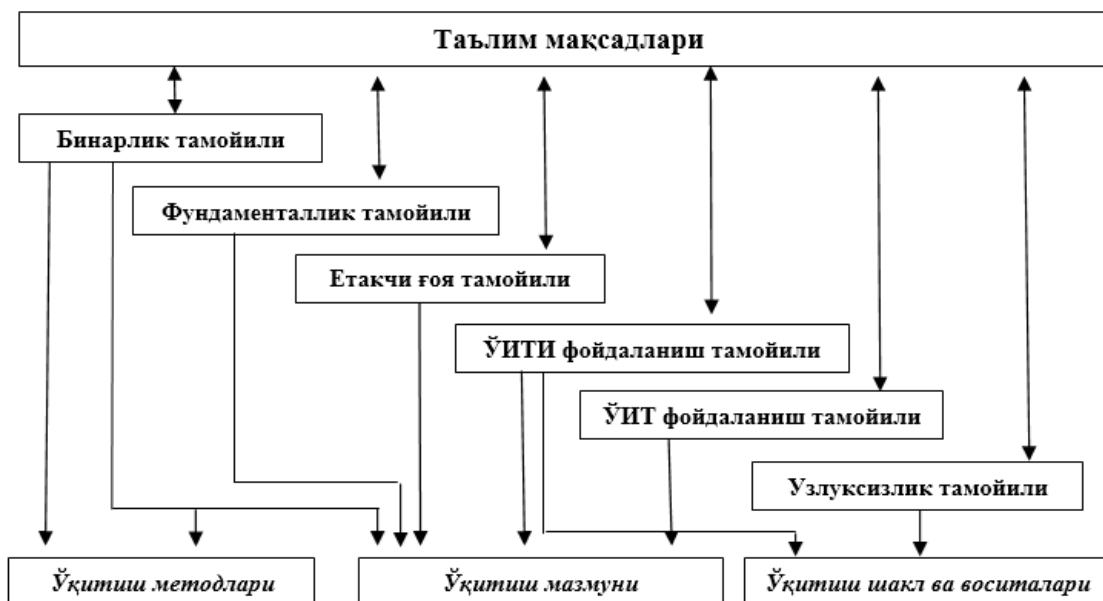 Таълим мақсадлари
Бинарлик тамойили
Фундаменталлик тамойили
Етакчи ғоя тамойили
ЎИТИ фойдаланиш тамойили
ЎИТ фойдаланиш тамойили
Узлуксизлик тамойили
Ўқитиш методлари
Ўқитиш мазмуни
Ўқитиш шакл ва воситалари